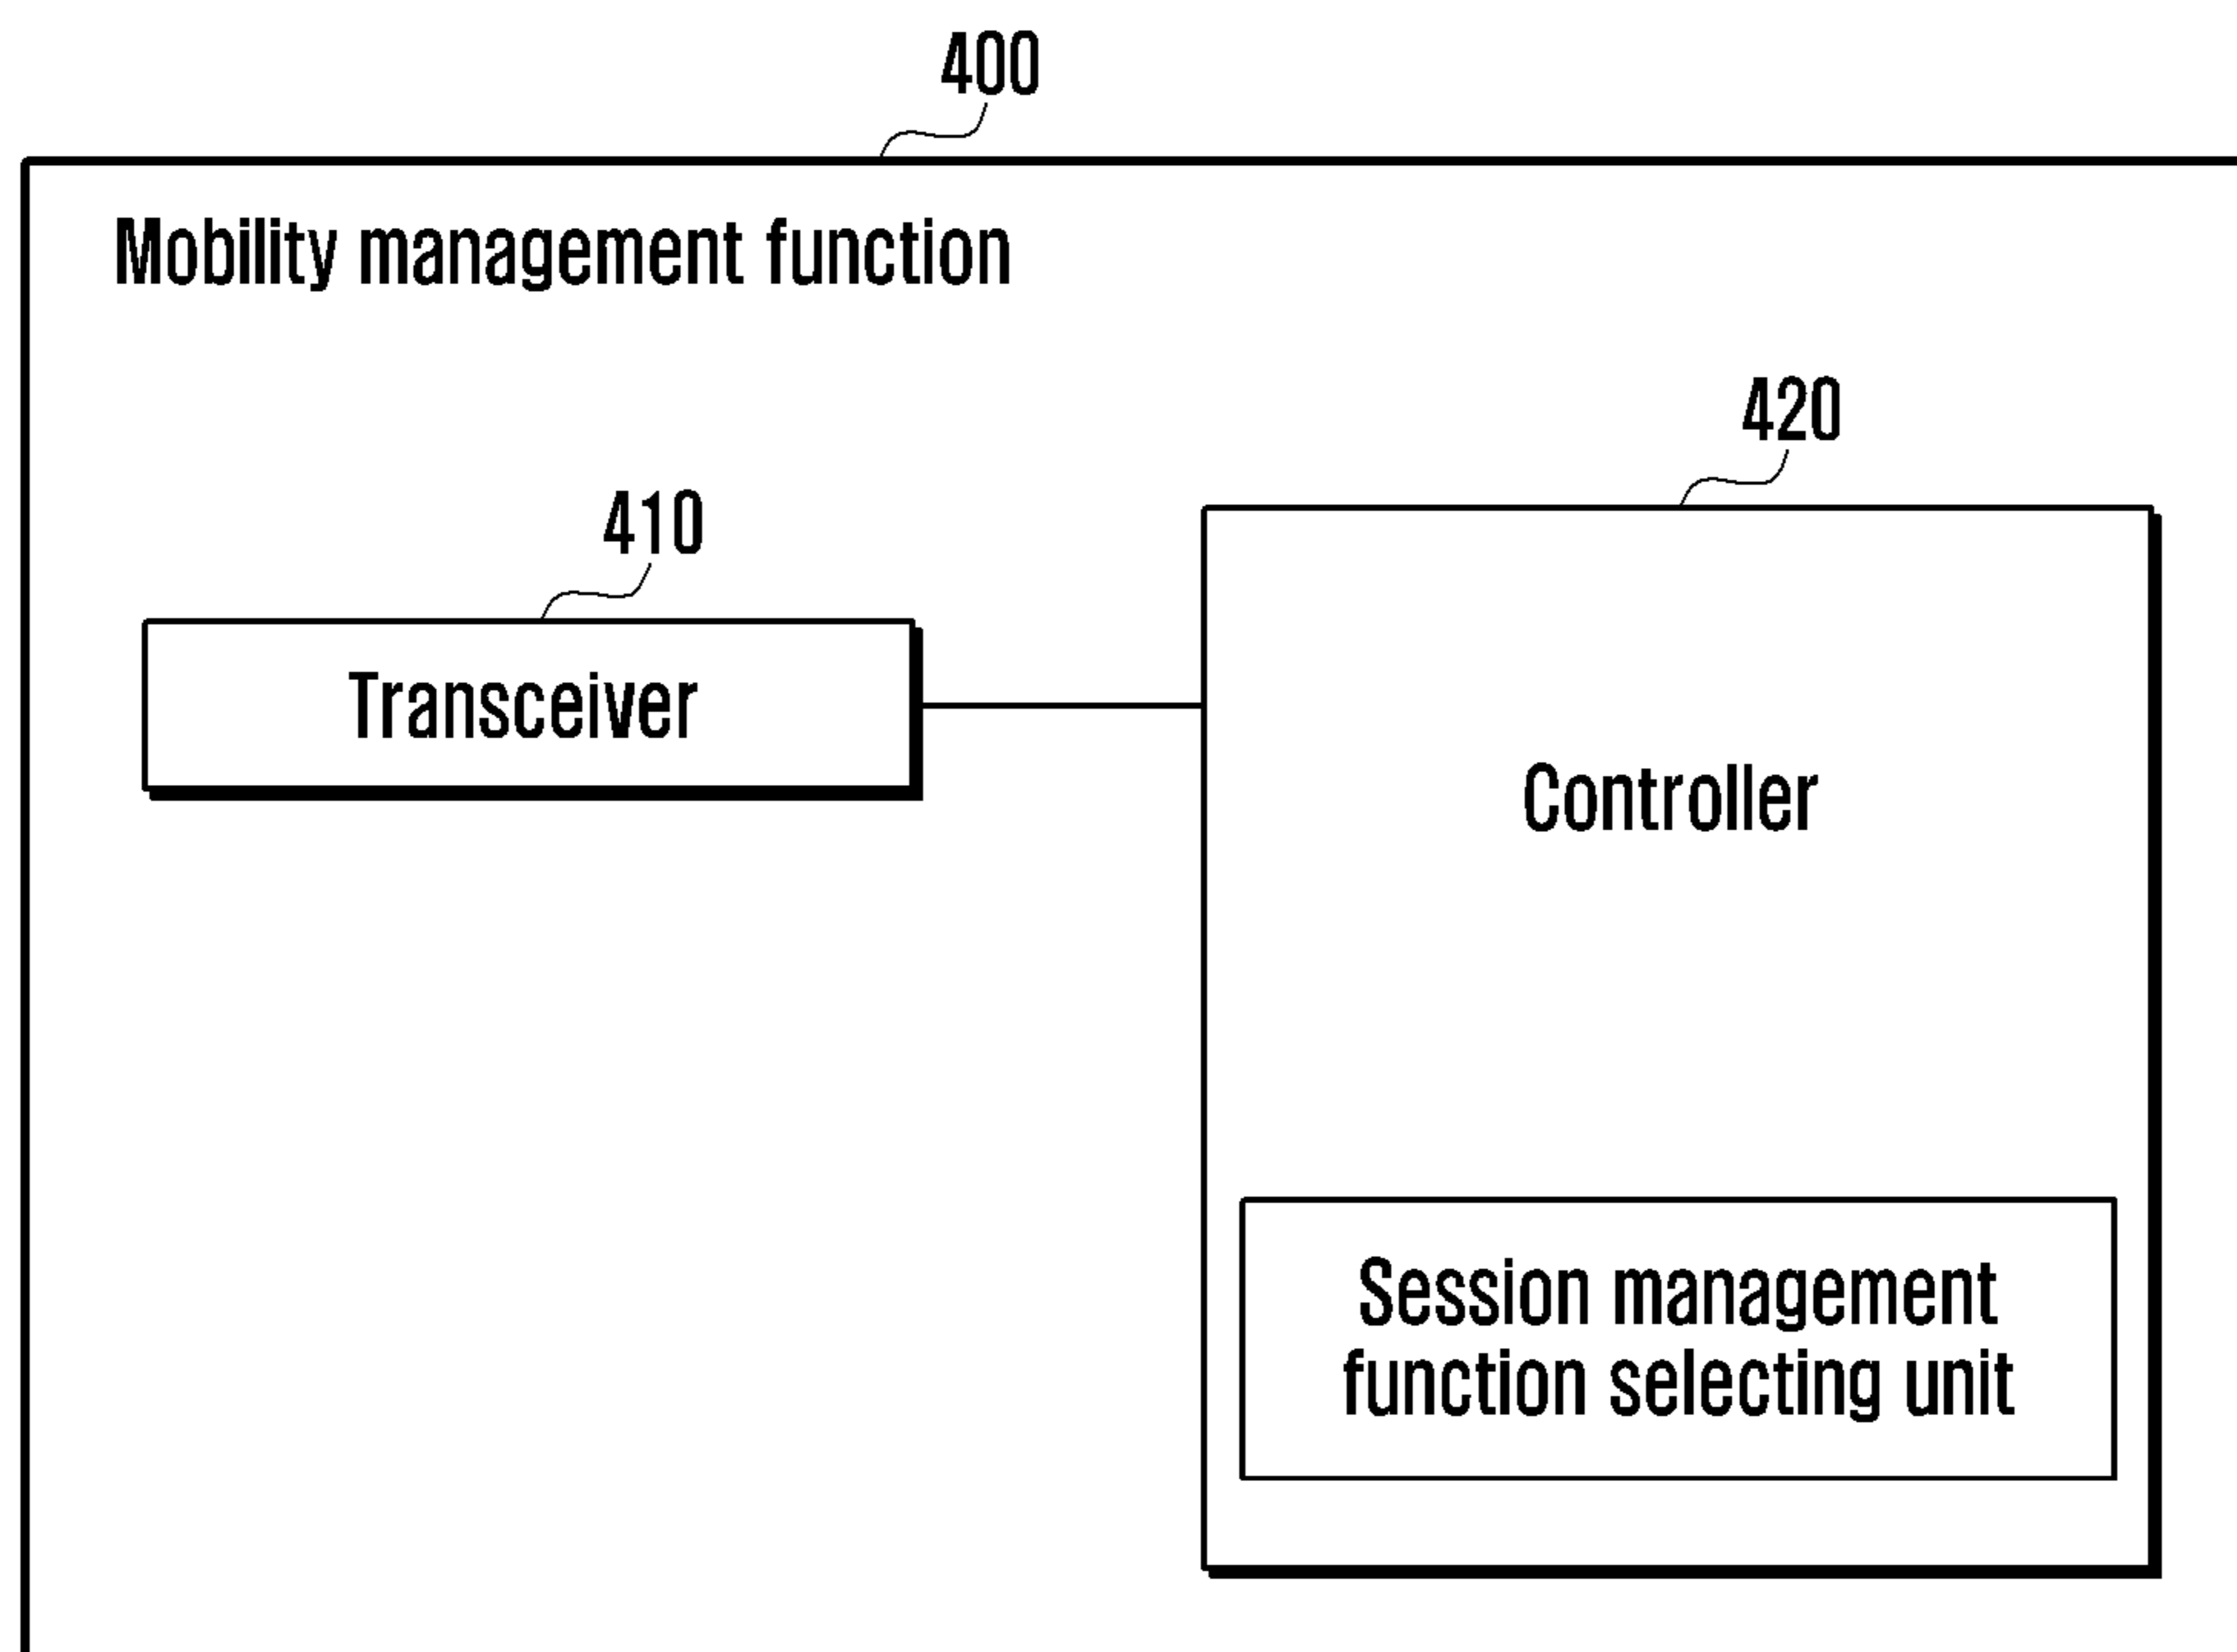 400
Mobility management function
420
410
Transceiver
Controller
Session management
function selecting unit